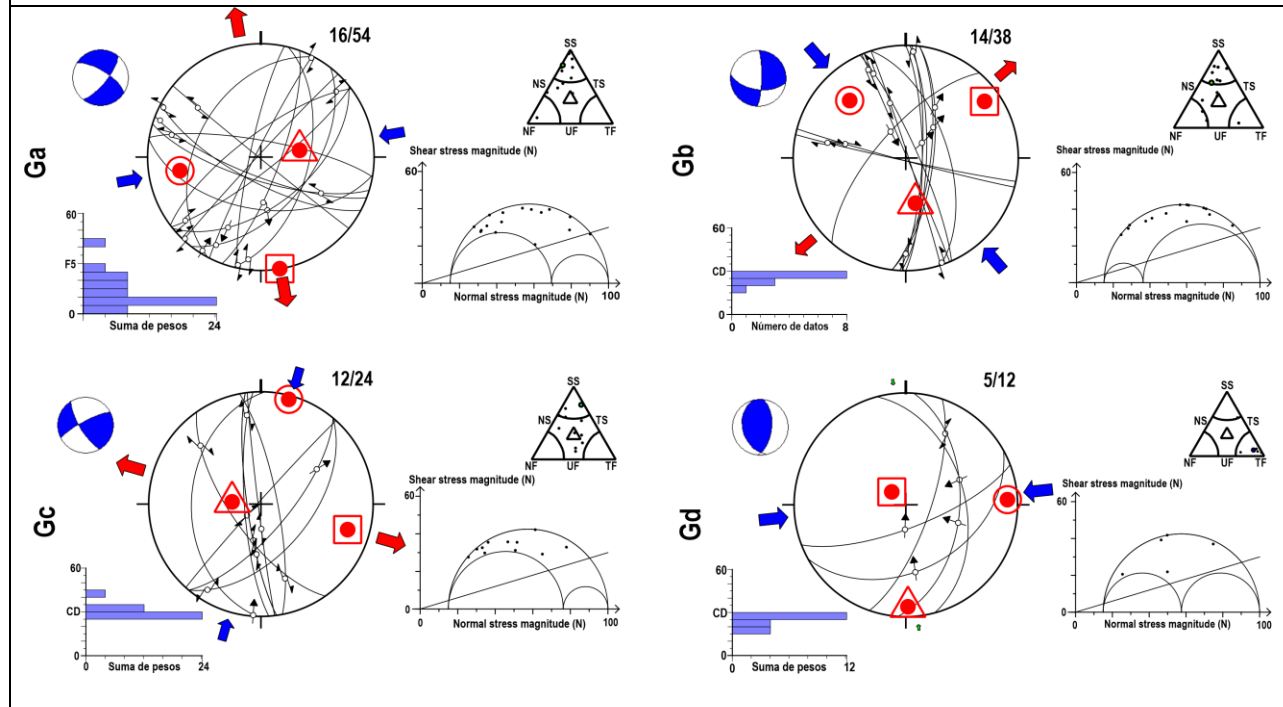 Ga
16/54
SS
NS TS
NF UF TF
Shear stress magnitude (N)
60
0
0 Normal stress magnitude (N) 100
60
F5
0
0 Suma de pesos 24
Gb
14/38
SS
NS TS
NF UF TF
Shear stress magnitude (N)
60
0
0 Normal stress magnitude (N) 100
60
CD
0
0 Número de datos 8
Gc
12/24
SS
NS TS
NF UF TF
Shear stress magnitude (N)
60
0
0 Normal stress magnitude (N) 100
60
CD
0
0 Suma de pesos 24
Gd
5/12
SS
NS TS
NF UF TF
Shear stress magnitude (N)
60
0
0 Normal stress magnitude (N) 100
60
CD
0
0 Suma de pesos 12